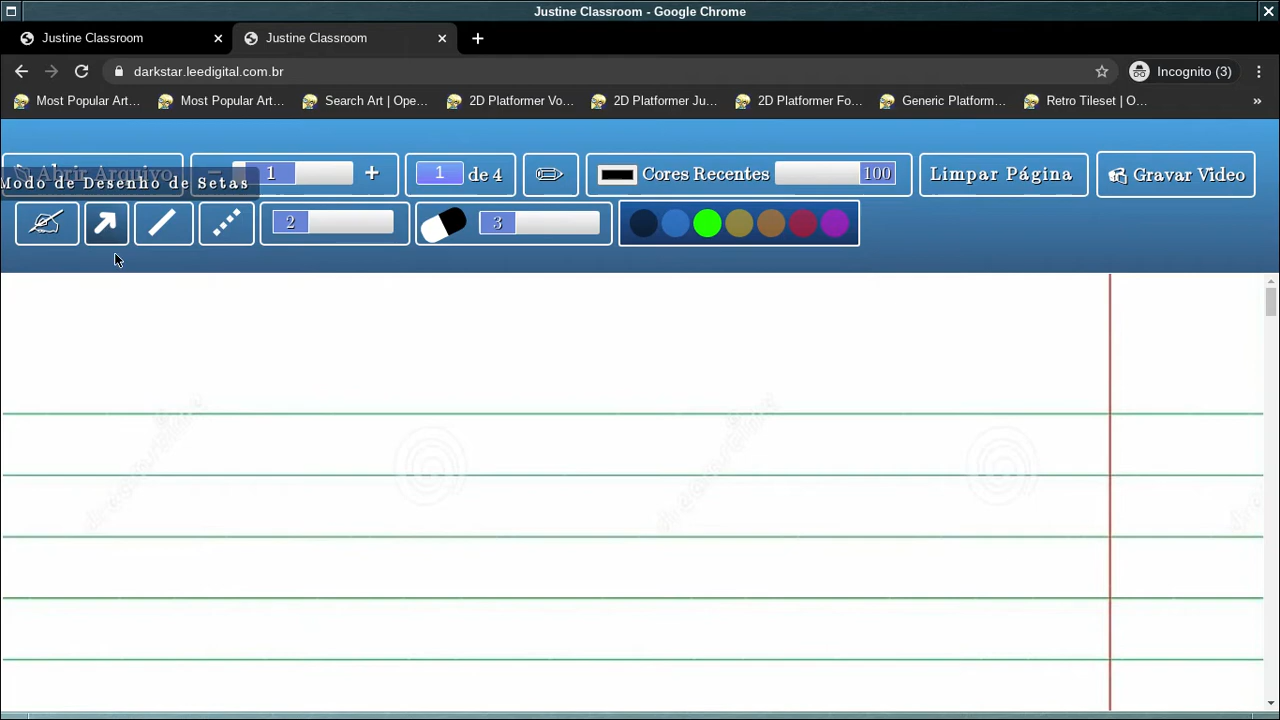 Justine Classroom - Google Chrome
Justine Classroom Justine Classroom
darkstar.leedigital.com.br Incognito (3)
Most Popular Art… Most Popular Art… Search Art | Ope… 2D Platformer Vo… 2D Platformer Ju… 2D Platformer Fo… Generic Platform… Retro Tileset | O… »
Abrir Arquivo − 1 + 1 de 4 Cores Recentes 100 Limpar Página Gravar Video
Modo de Desenho de Setas
2 3